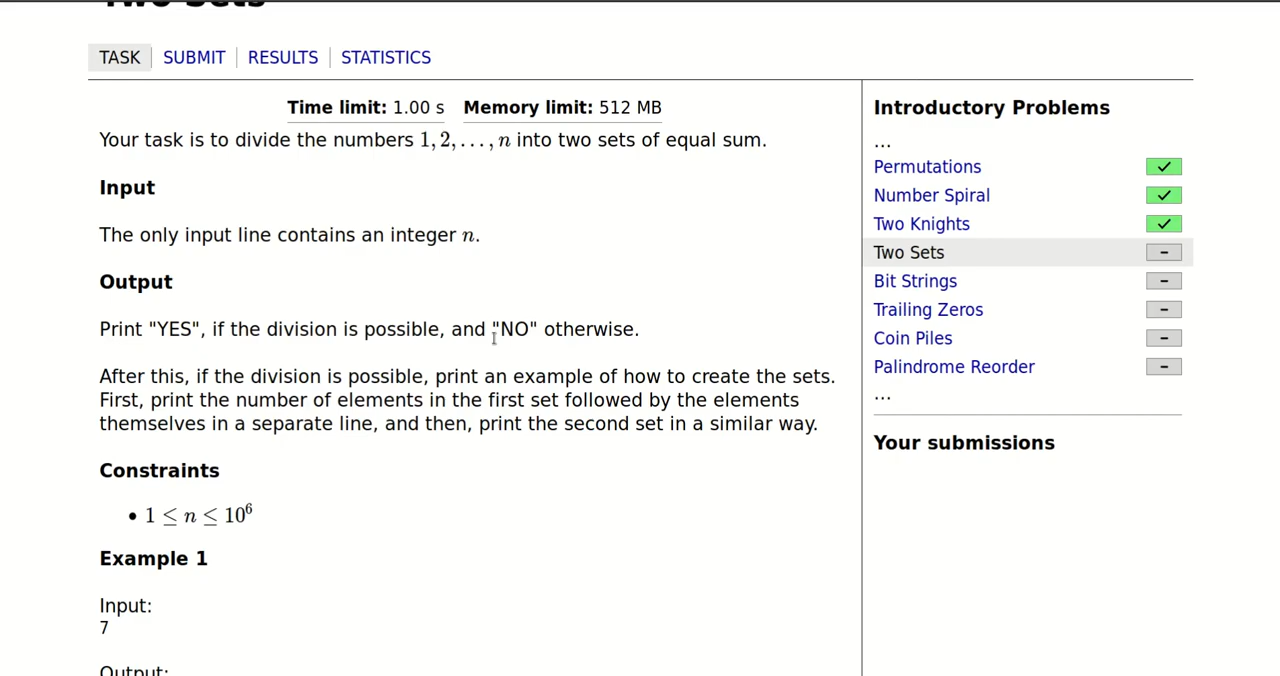 Two Sets
TASK SUBMIT RESULTS STATISTICS
Time limit: 1.00 s Memory limit: 512 MB
Your task is to divide the numbers 1, 2, . . . , n into two sets of equal sum.
Input
The only input line contains an integer n.
Output
Print "YES", if the division is possible, and "NO" otherwise.
After this, if the division is possible, print an example of how to create the sets.
First, print the number of elements in the first set followed by the elements
themselves in a separate line, and then, print the second set in a similar way.
Constraints
• 1 ≤ n ≤ 10⁶
Example 1
Input:
7
Output:
Introductory Problems
...
Permutations
Number Spiral
Two Knights
Two Sets –
Bit Strings –
Trailing Zeros –
Coin Piles –
Palindrome Reorder –
...
Your submissions